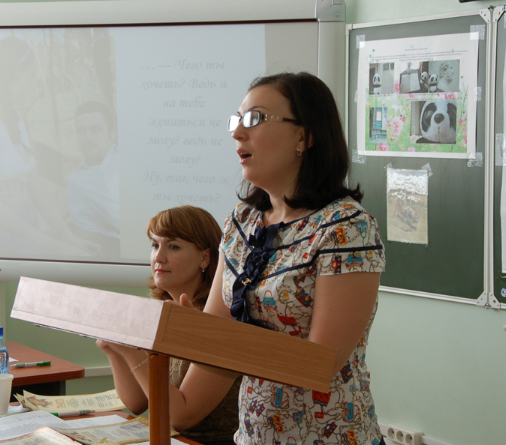 ... — Чего ты
хочешь? Ведь я
на тебе
жениться не
могу! ведь не
могу!
Ну, так, чего ж
ты хочешь?